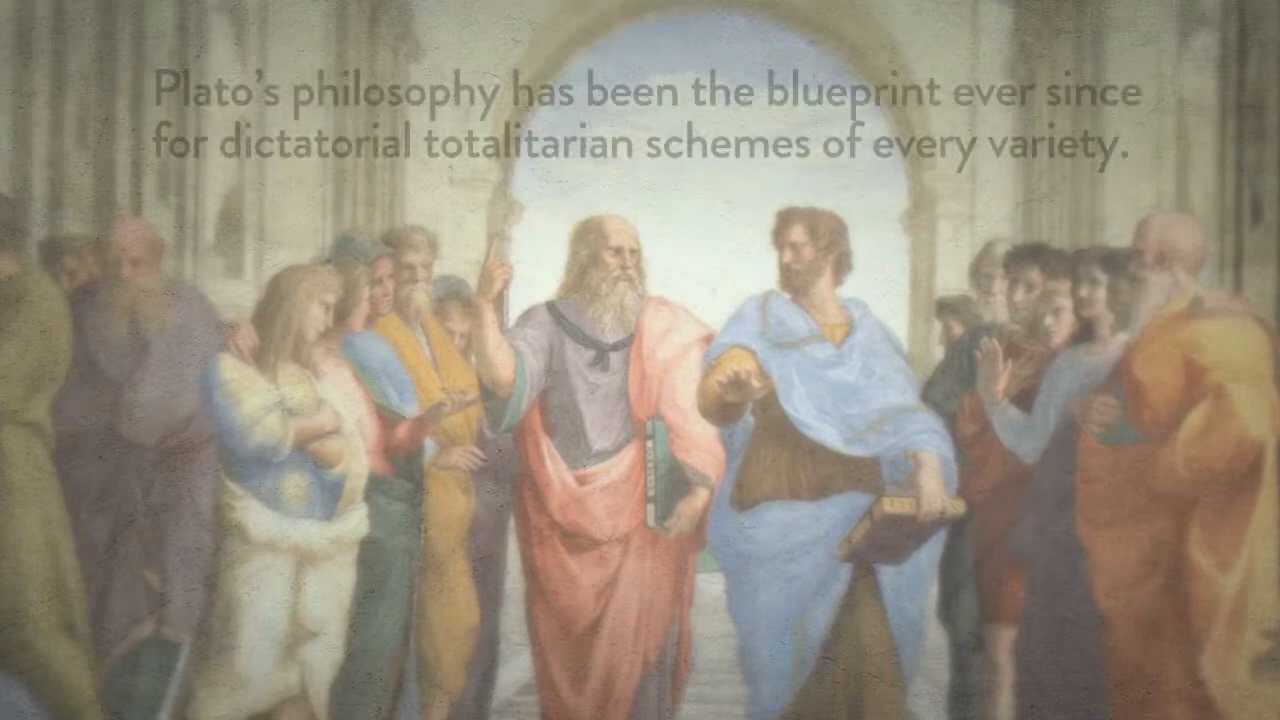 Plato’s philosophy has been the blueprint ever since
for dictatorial totalitarian schemes of every variety.